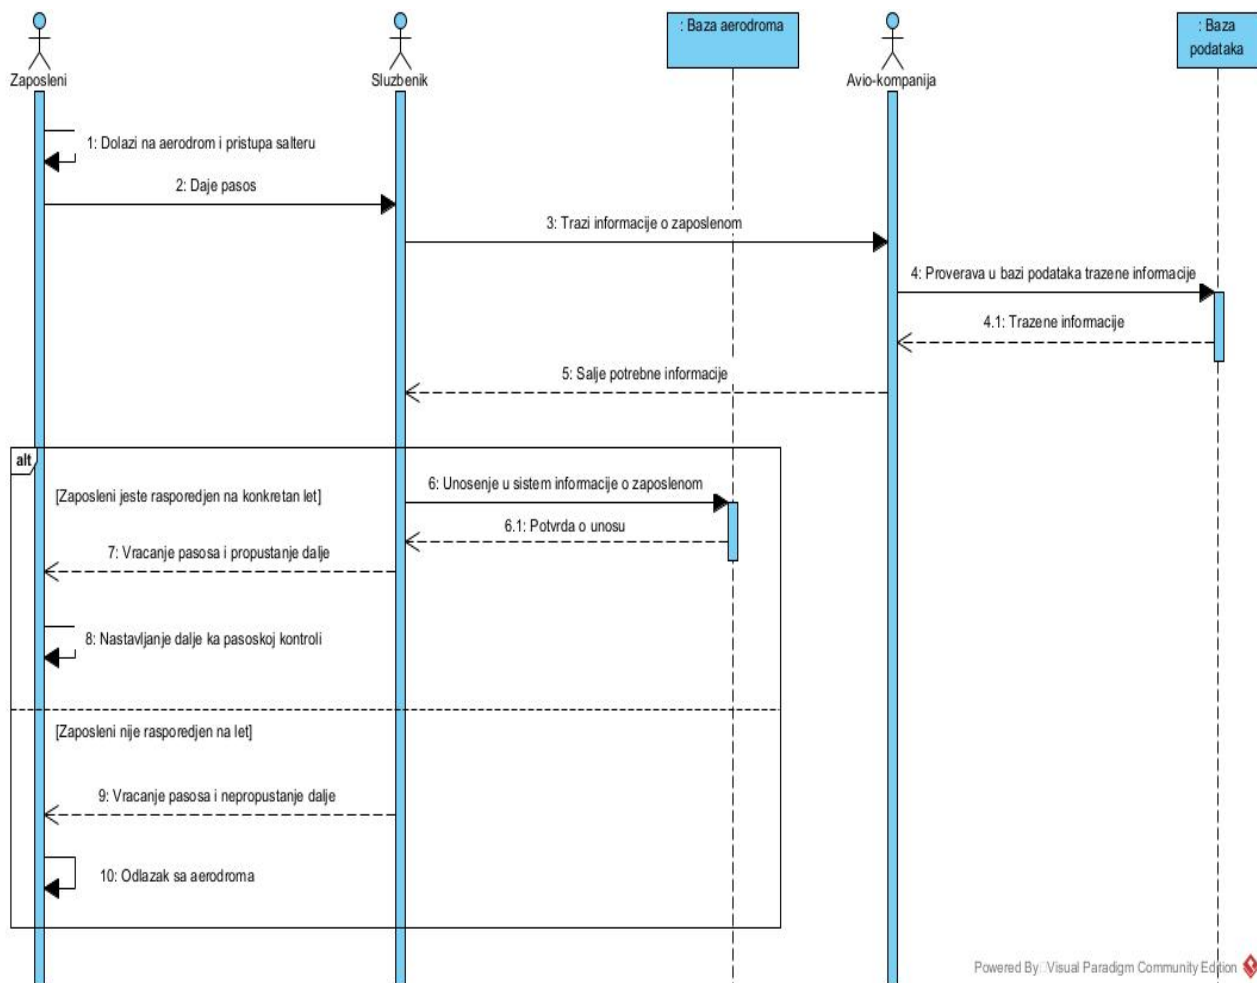 : Baza aerodroma
: Baza
podataka
Zaposleni
Sluzbenik
Avio-kompanija
1: Dolazi na aerodrom i pristupa salteru
2: Daje pasos
3: Trazi informacije o zaposlenom
4: Proverava u bazi podataka trazene informacije
4.1: Trazene informacije
5: Salje potrebne informacije
alt
[Zaposleni jeste rasporedjen na konkretan let]
6: Unosenje u sistem informacije o zaposlenom
6.1: Potvrda o unosu
7: Vracanje pasosa i propustanje dalje
8: Nastavljanje dalje ka pasoskoj kontroli
[Zaposleni nije rasporedjen na let]
9: Vracanje pasosa i nepropustanje dalje
10: Odlazak sa aerodroma
Powered By Visual Paradigm Community Edition